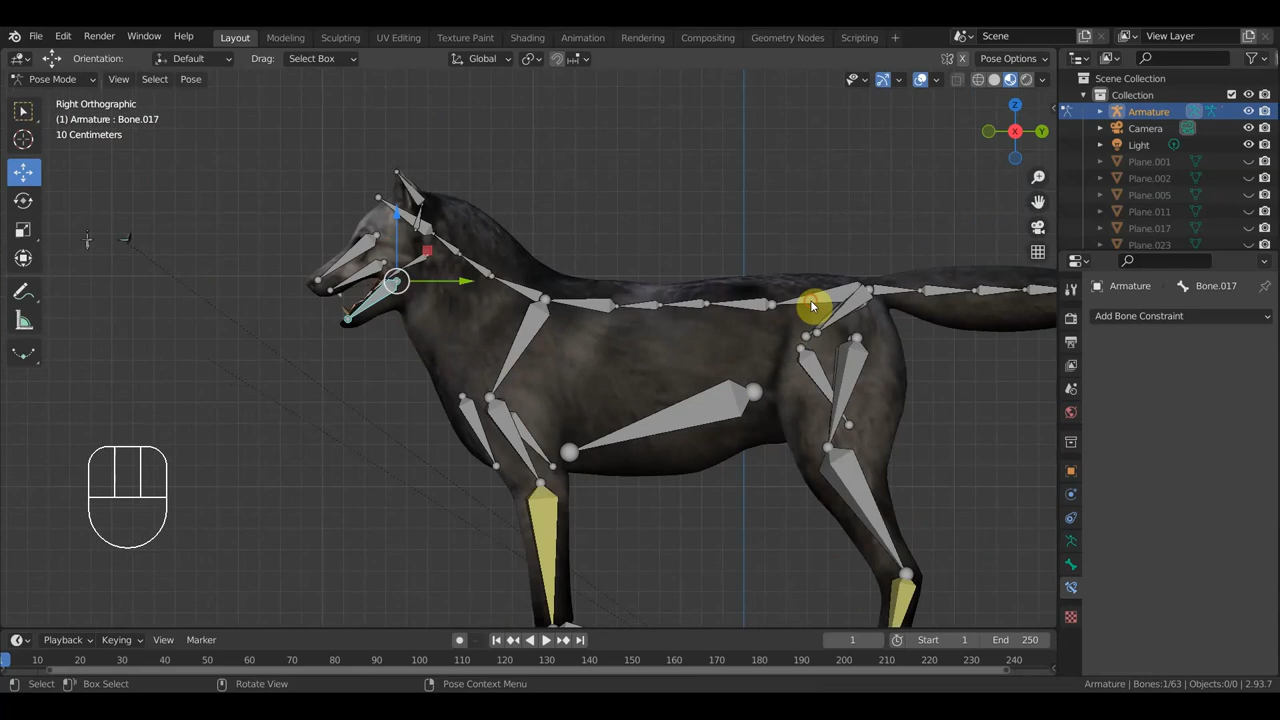 File Edit Render Window Help Layout Modeling Sculpting UV Editing Texture Paint Shading Animation Rendering Compositing Geometry Nodes Scripting + Scene View Layer
Orientation: Default Drag: Select Box Global Pose Options
Pose Mode View Select Pose
Scene Collection
Collection
Armature
Camera
Light
Plane.001
Plane.002
Plane.005
Plane.011
Plane.017
Plane.023
Right Orthographic
(1) Armature : Bone.017
10 Centimeters
Z
X
Y
Armature Bone.017
Add Bone Constraint
Playback Keying View Marker 1 Start 1 End 250
10 20 30 40 50 60 70 80 90 100 110 120 130 140 150 160 170 180 190 200 210 220 230 240
Select Box Select Rotate View Pose Context Menu Armature | Bones:1/63 | Objects:0/0 | 2.93.7